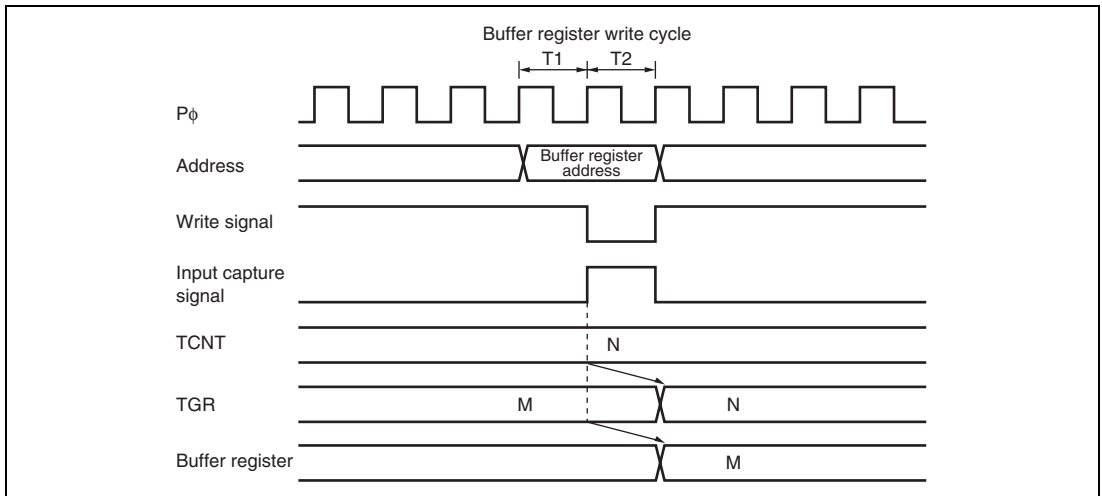 Buffer register write cycle
T1 T2
Pϕ
Address
Buffer register
address
Write signal
Input capture
signal
TCNT
N
TGR
M N
Buffer register
M